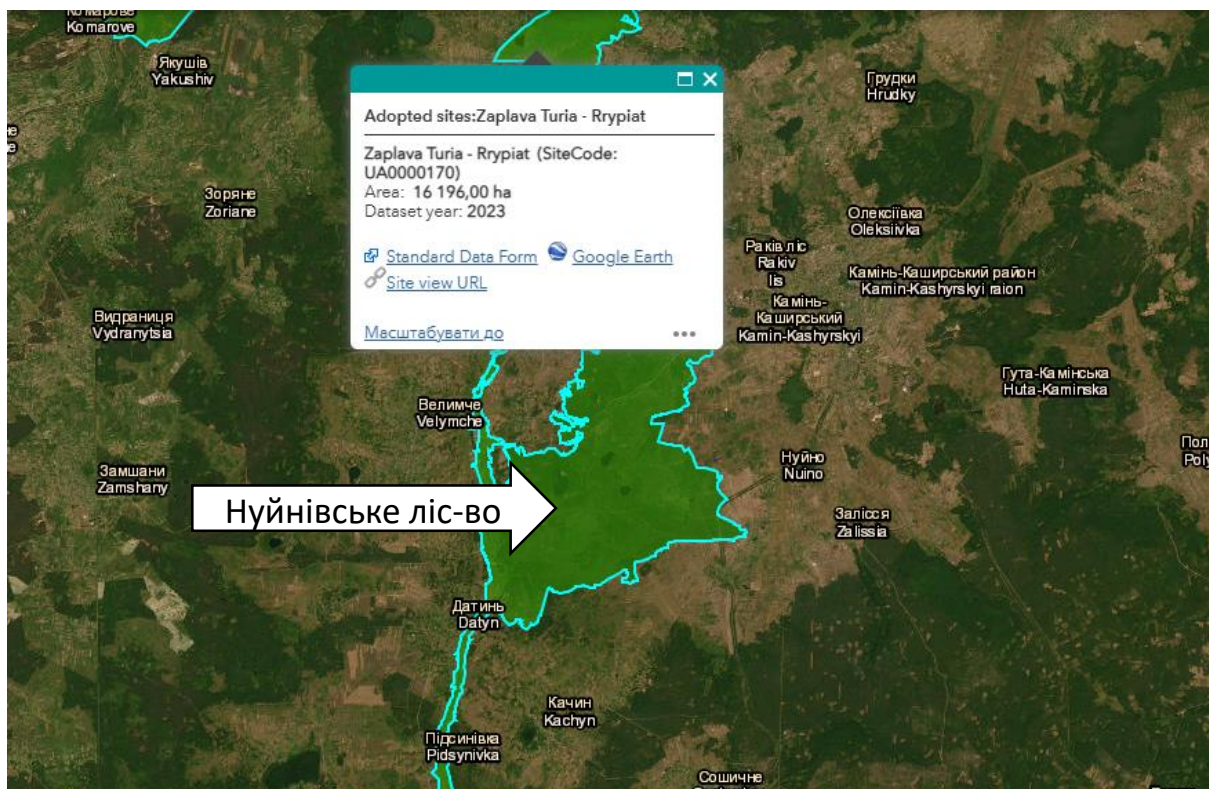 Комарове
Komarove
Якушів
Yakushiv
Грудки
Hrudky
Adopted sites:Zaplava Turia - Rrypiat
Zaplava Turia - Rrypiat (SiteCode:
UA0000170)
Area: 16 196,00 ha
Dataset year: 2023
Standard Data Form Google Earth
Site view URL
Масштабувати до
Зоряне
Zoriane
Олексіївка
Oleksiivka
Раків ліс
Rakiv
lis
Камінь-Каширський район
Kamin-Kashyrskyi raion
Камінь-
Каширський
Kamin-Kashyrskyi
Видраниця
Vydranytsia
Гута-Камінська
Huta-Kaminska
Велимче
Velymche
Нуйно
Nuino
Пол
Poly
Замшани
Zamshany
Нуйнівське ліс-во
Залісся
Zalissia
Датинь
Datyn
Качин
Kachyn
Підсинівка
Pidsynivka
Сошичне